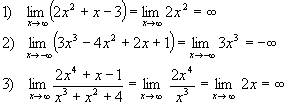 1) lim x→∞ (2x² + x − 3) = lim x→∞ 2x² = ∞
2) lim x→−∞ (3x³ − 4x² + 2x + 1) = lim x→−∞ 3x³ = −∞
3) lim x→∞ (2x⁴ + x − 1)/(x³ + x² + 4) = lim x→∞ 2x⁴/x³ = lim x→∞ 2x = ∞